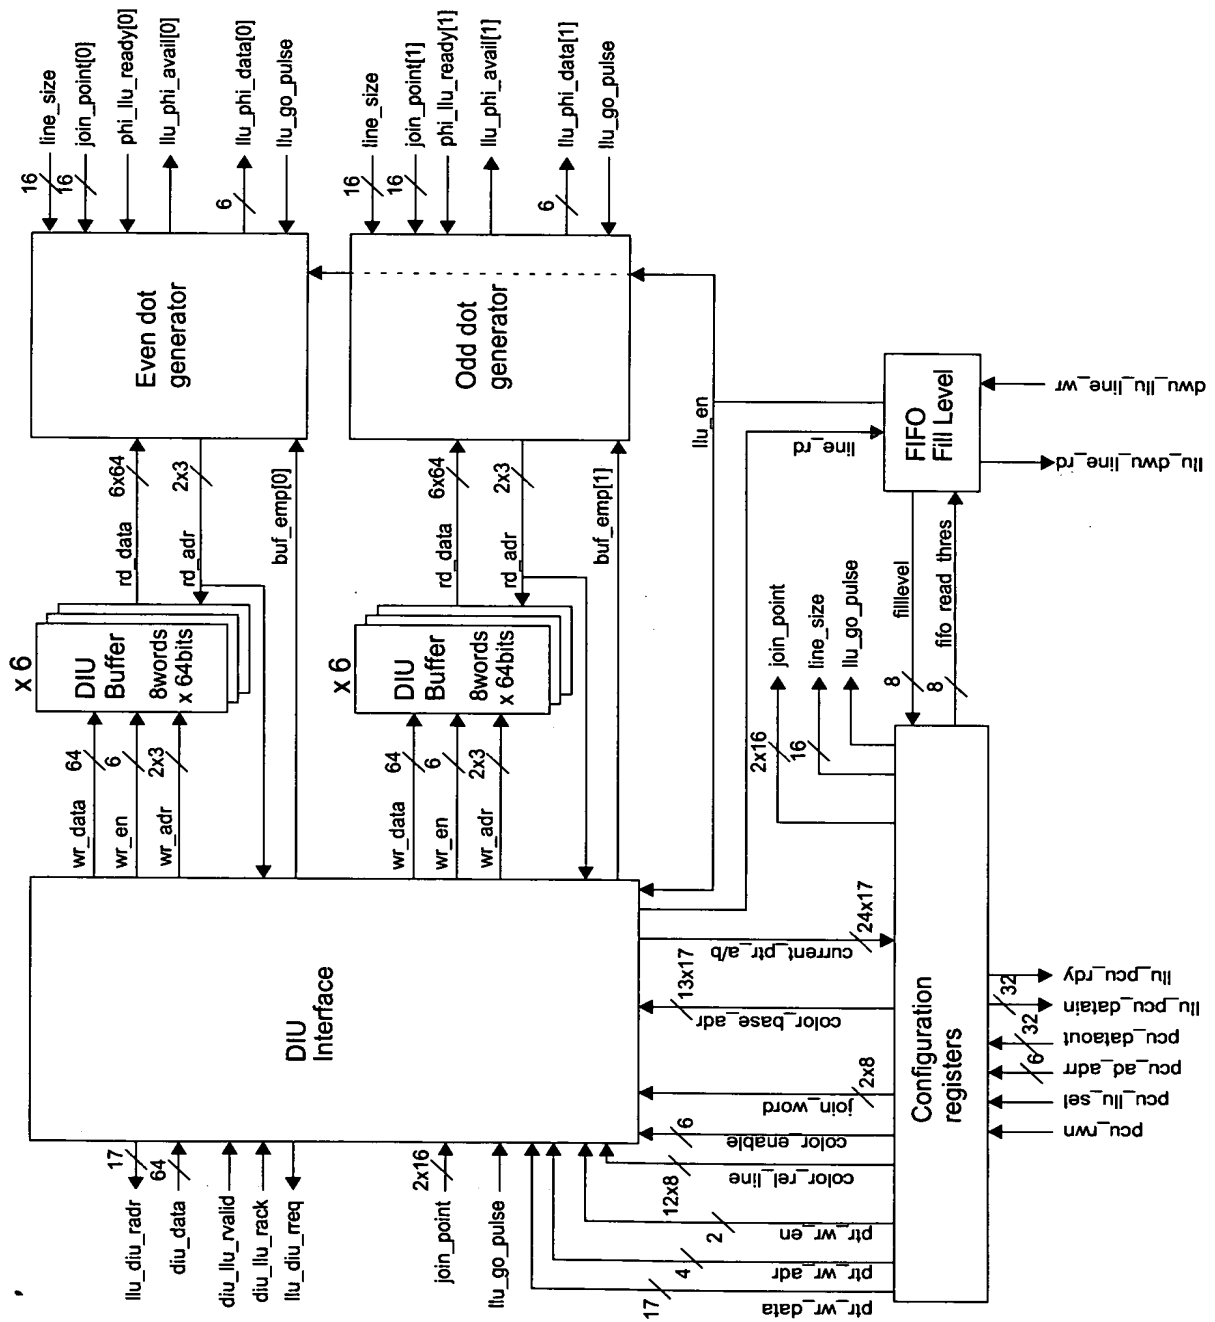 line_size
16
join_point[0]
16
phi_llu_ready[0]
llu_phi_avail[0]
llu_phi_data[0]
6
llu_go_pulse
line_size
16
join_point[1]
16
phi_llu_ready[1]
llu_phi_avail[1]
llu_phi_data[1]
6
llu_go_pulse
Even dot
generator
Odd dot
generator
rd_data
6x64
rd_adr
2x3
buf_emp[0]
rd_data
6x64
rd_adr
2x3
buf_emp[1]
llu_en
line_rd
FIFO
Fill Level
dwu_llu_line_wr
llu_dwu_line_rd
x 6
DIU
Buffer
8words
x 64bits
x 6
DIU
Buffer
8words
x 64bits
wr_data
64
wr_en
6
wr_adr
2x3
wr_data
64
wr_en
6
wr_adr
2x3
join_point
2x16
line_size
16
llu_go_pulse
filllevel
8
fifo_read_thres
8
DIU
Interface
current_ptr_a/b
24x17
color_base_adr
13x17
join_word
2x8
color_enable
6
color_rel_line
12x8
ptr_wr_en
2
ptr_wr_adr
4
ptr_wr_data
17
Configuration
registers
llu_pcu_rdy
llu_pcu_datain
32
pcu_dataout
32
pcu_ad_adrr
6
pcu_llu_sel
pcu_rwn
llu_diu_radr
17
diu_data
64
diu_llu_rvalid
diu_llu_rack
llu_diu_rreq
join_point
2x16
llu_go_pulse